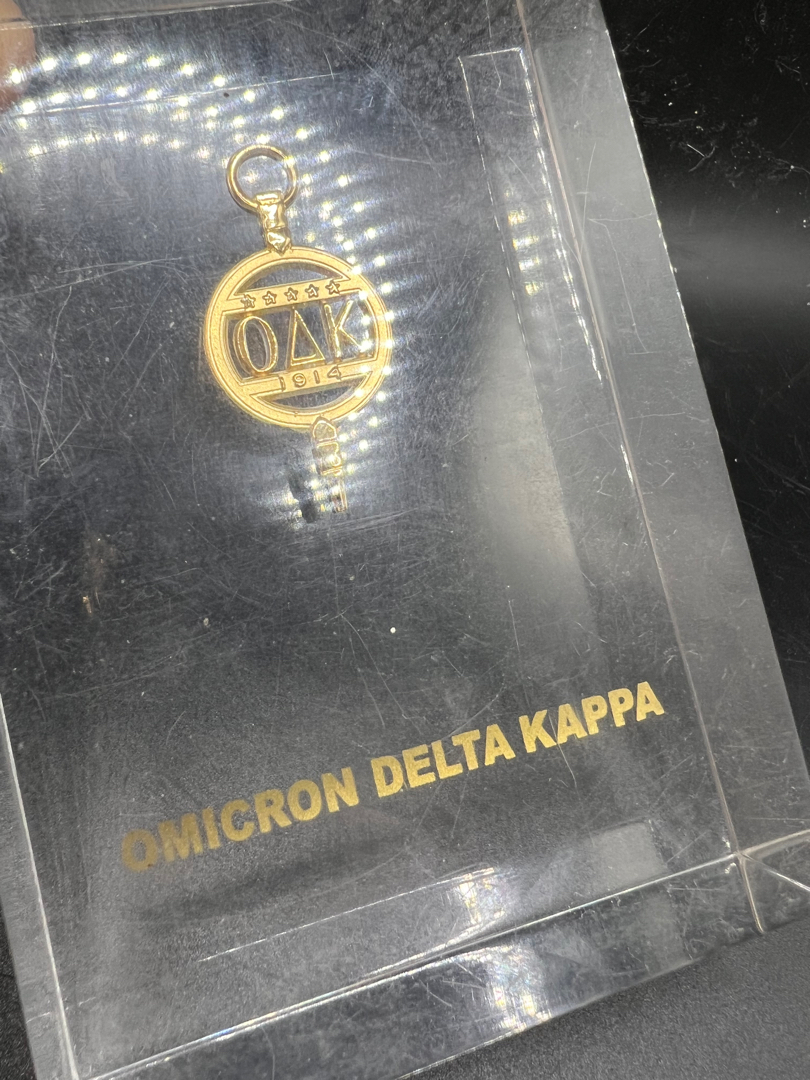 ΟΔΚ
1914
OMICRON DELTA KAPPA